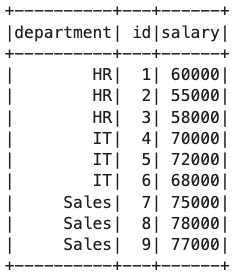 +----------+---+------+
|department| id|salary|
+----------+---+------+
|        HR|  1| 60000|
|        HR|  2| 55000|
|        HR|  3| 58000|
|        IT|  4| 70000|
|        IT|  5| 72000|
|        IT|  6| 68000|
|     Sales|  7| 75000|
|     Sales|  8| 78000|
|     Sales|  9| 77000|
+----------+---+------+